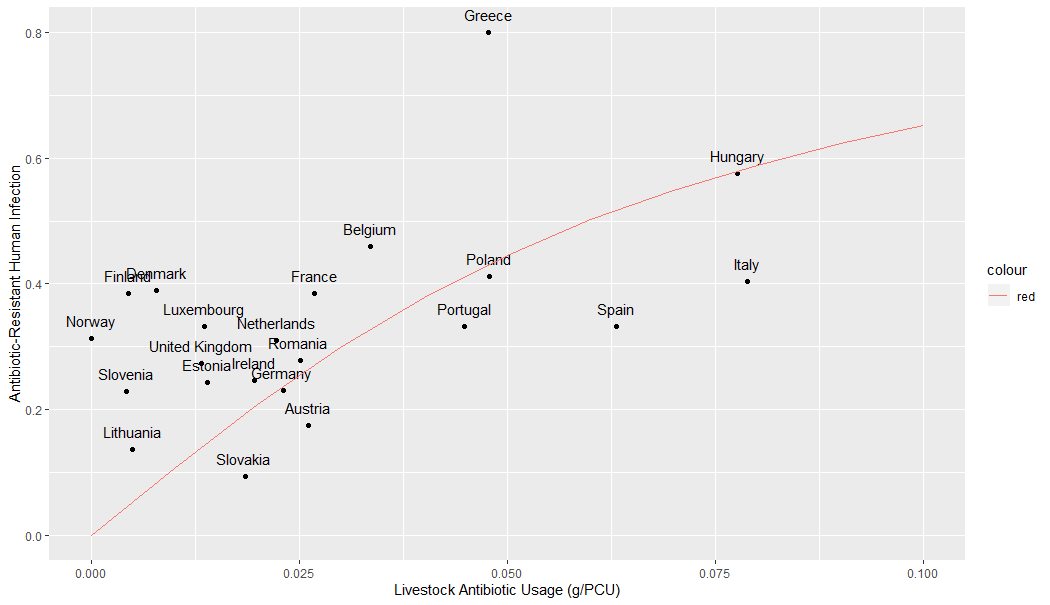 Greece
0.8
Hungary
0.6
Belgium
Italy
Poland
Denmark
Finland
France
0.4
colour
red
Luxembourg
Portugal
Spain
Norway
Netherlands
United Kingdom
Romania
Estonia
Ireland
Slovenia
Germany
Austria
0.2
Lithuania
Slovakia
0.0
0.000
0.025
0.050
0.075
0.100
Livestock Antibiotic Usage (g/PCU)
Antibiotic-Resistant Human Infection